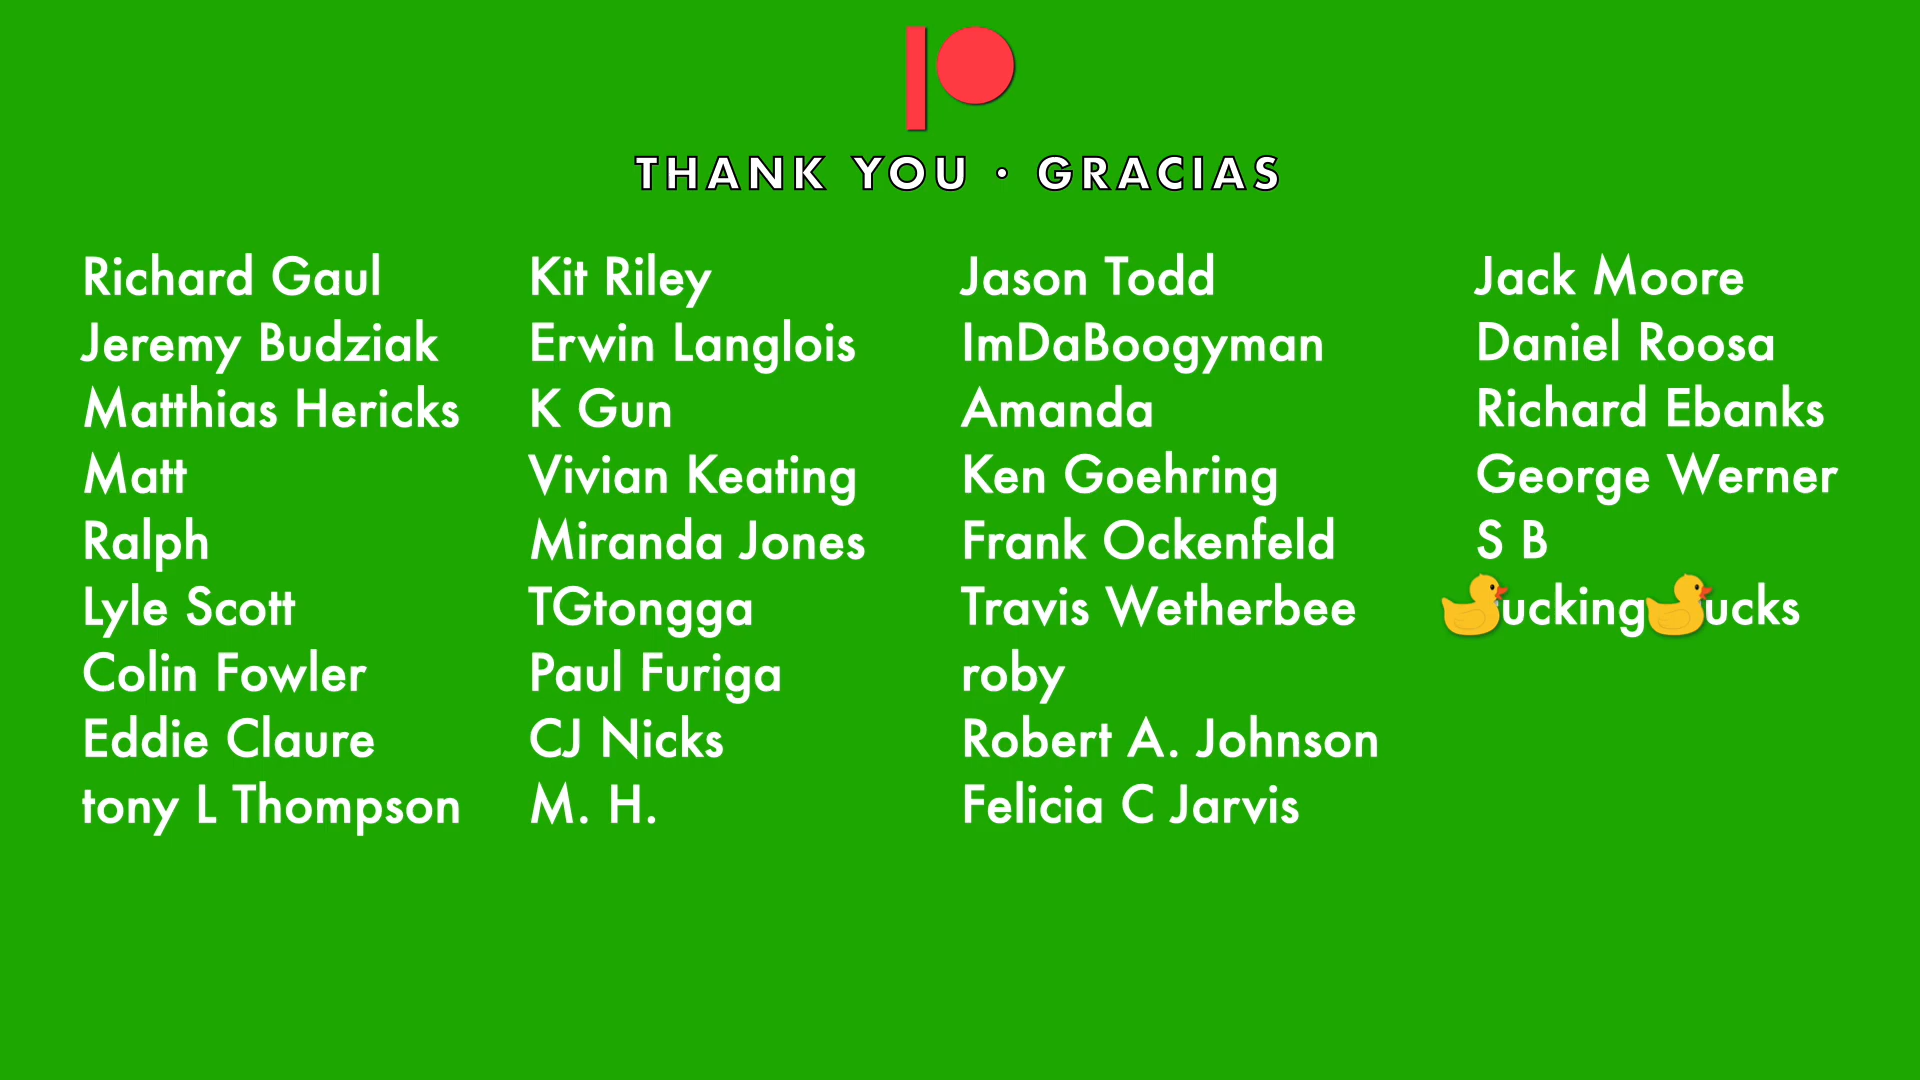 THANK YOU · GRACIAS
Richard Gaul
Jeremy Budziak
Matthias Hericks
Matt
Ralph
Lyle Scott
Colin Fowler
Eddie Claure
tony L Thompson
Kit Riley
Erwin Langlois
K Gun
Vivian Keating
Miranda Jones
TGtongga
Paul Furiga
CJ Nicks
M. H.
Jason Todd
ImDaBoogyman
Amanda
Ken Goehring
Frank Ockenfeld
Travis Wetherbee
roby
Robert A. Johnson
Felicia C Jarvis
Jack Moore
Daniel Roosa
Richard Ebanks
George Werner
S B
🦆ucking🦆ucks